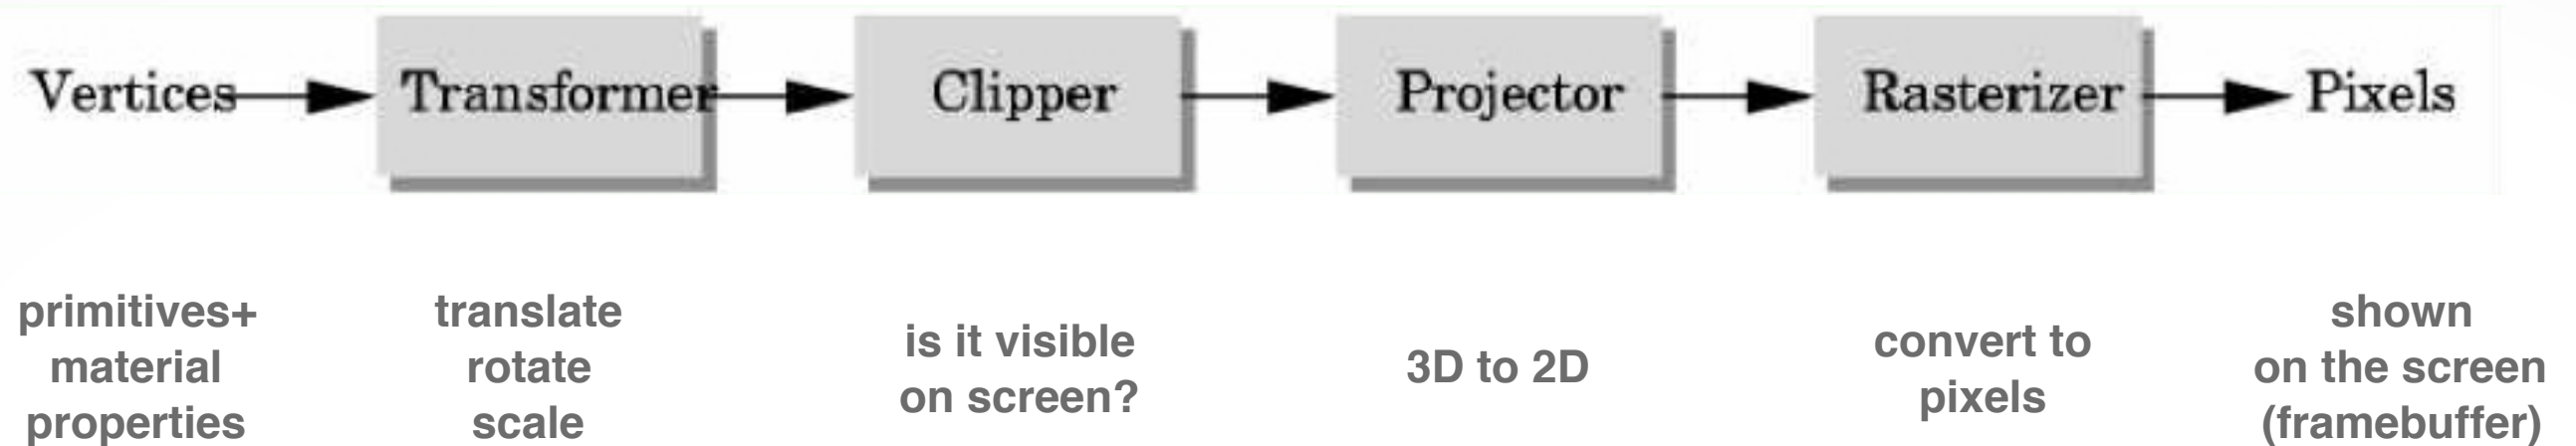 Vertices Transformer Clipper Projector Rasterizer Pixels
primitives+
material
properties
translate
rotate
scale
is it visible
on screen?
3D to 2D
convert to
pixels
shown
on the screen
(framebuffer)